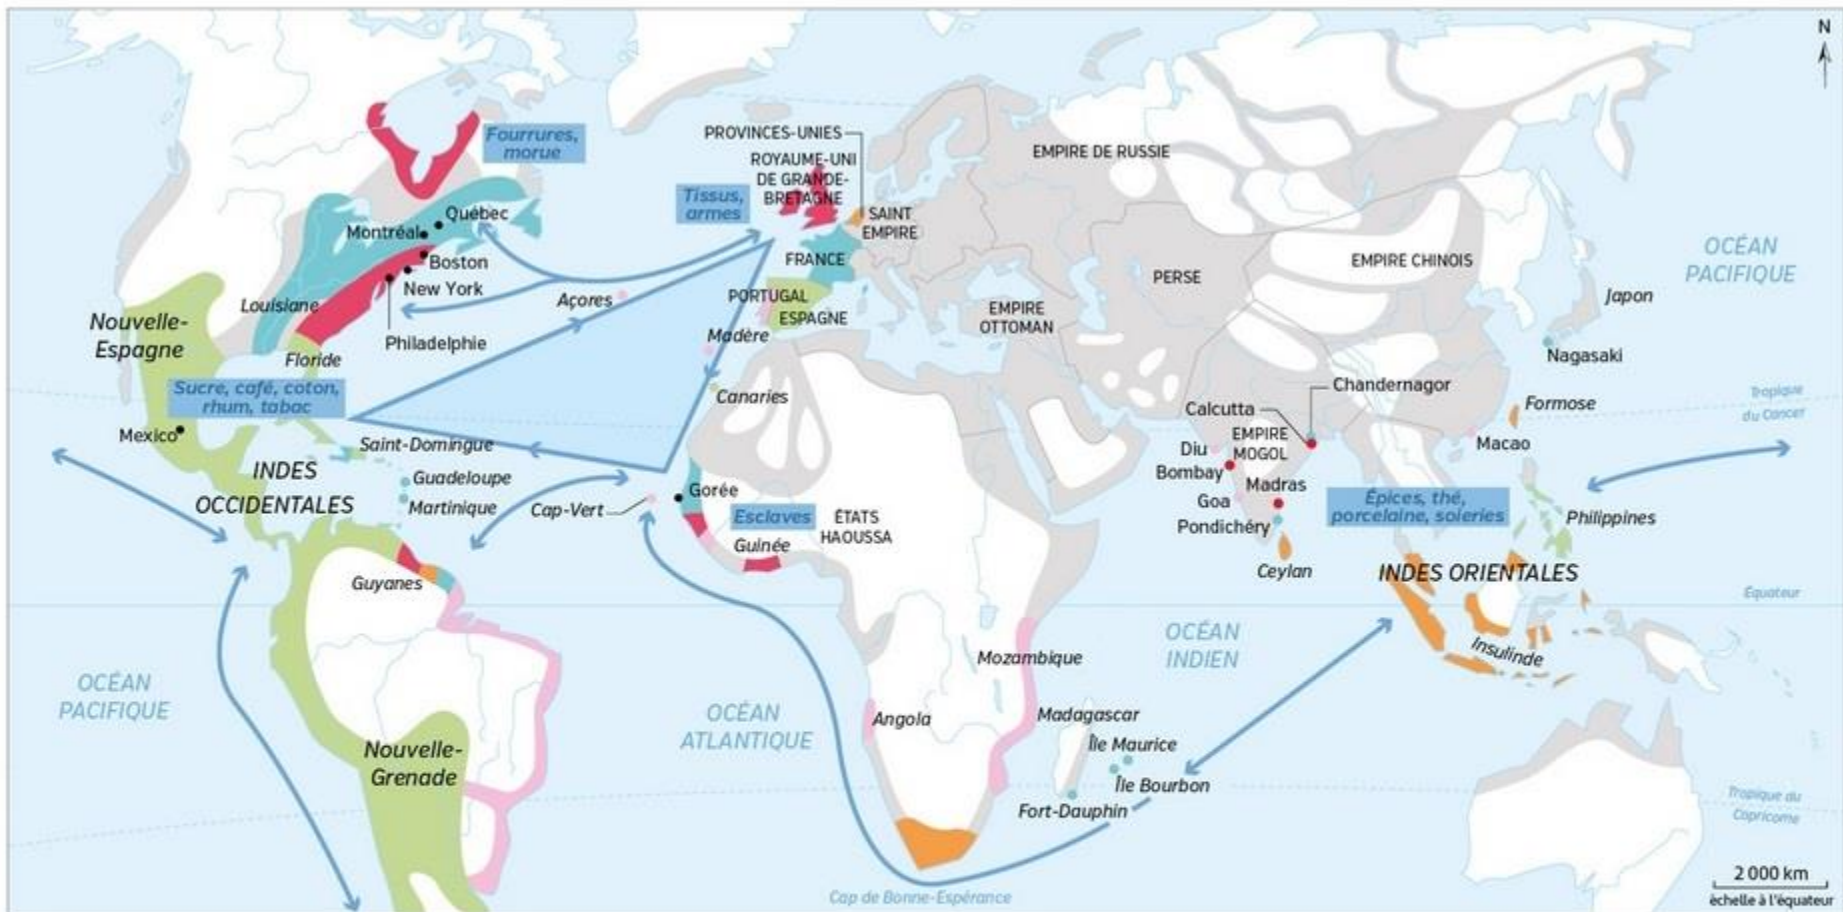 N
Fourrures,
morue
PROVINCES-UNIES
ROYAUME-UNI
DE GRANDE-
BRETAGNE
EMPIRE DE RUSSIE
Tissus,
armes
SAINT
EMPIRE
Québec
Montréal
Boston
New York
Philadelphie
Louisiane
Floride
Nouvelle-
Espagne
Açores
FRANCE
PORTUGAL
ESPAGNE
Madère
Canaries
EMPIRE
OTTOMAN
PERSE
EMPIRE CHINOIS
OCÉAN
PACIFIQUE
Japon
Nagasaki
Sucre, café, coton,
rhum, tabac
Mexico
Saint-Domingue
INDES
OCCIDENTALES
Guadeloupe
Martinique
Cap-Vert
Gorée
Esclaves
Guinée
ÉTATS
HAOUSSA
Chandernagor
Calcutta
EMPIRE
MOGOL
Diu
Bombay
Goa
Madras
Pondichéry
Ceylan
Formose
Macao
Tropique
du Cancer
Épices, thé,
porcelaine, soieries
Philippines
INDES ORIENTALES
Insulinde
Équateur
Guyanes
OCÉAN
PACIFIQUE
Nouvelle-
Grenade
OCÉAN
ATLANTIQUE
Angola
Mozambique
Madagascar
Île Maurice
Île Bourbon
Fort-Dauphin
OCÉAN
INDIEN
Cap de Bonne-Espérance
Tropique du
Capricorne
2 000 km
échelle à l'équateur